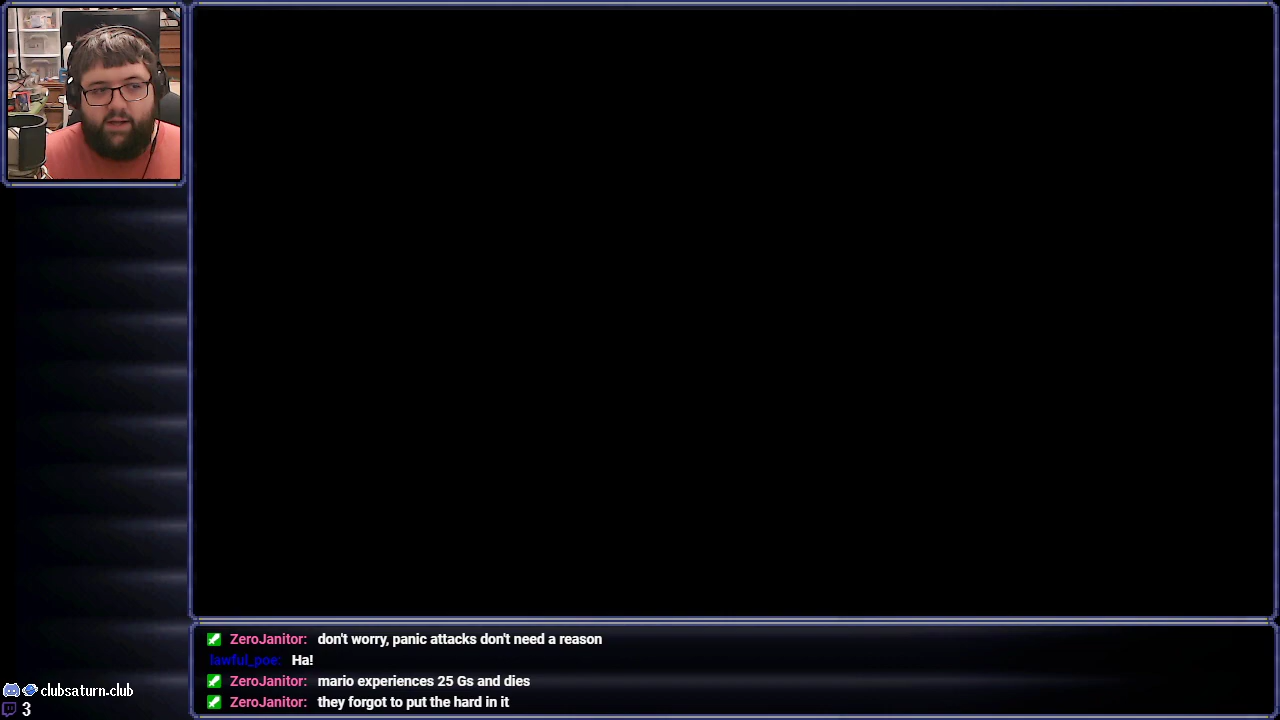 ZeroJanitor: don't worry, panic attacks don't need a reason
lawful_poe: Ha!
ZeroJanitor: mario experiences 25 Gs and dies
ZeroJanitor: they forgot to put the hard in it
clubsaturn.club
3